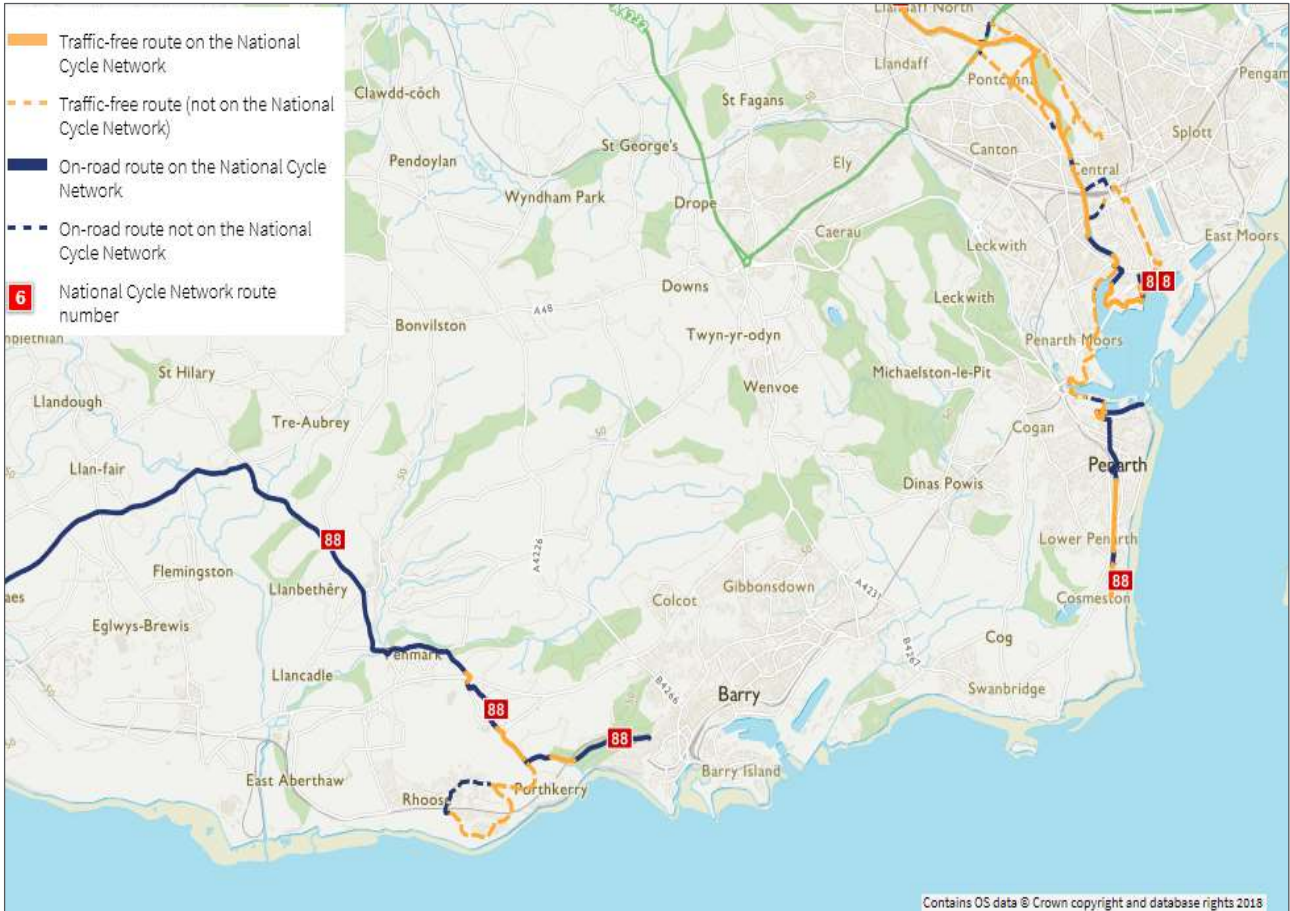 Traffic-free route on the National
Cycle Network
Traffic-free route (not on the National
Cycle Network)
On-road route on the National Cycle
Network
On-road route not on the National
Cycle Network
6
National Cycle Network route
number
A4232
Llandaff North
8
Llandaff
Pontcanna
Pengam
Clawdd-côch
St Fagans
Splott
St George's
Canton
Pendoylan
Ely
Central
Wyndham Park
Drope
Caerau
East Moors
Leckwith
8 8
Downs
Leckwith
A48
Bonvilston
Twyn-yr-odyn
Penarth Moors
St Hilary
Michaelston-le-Pit
Wenvoe
Llandough
50
Tre-Aubrey
Cogan
Llan-fair
Penarth
Dinas Powis
88
A4226
Lower Penarth
Flemingston
Llanbethêry
Gibbonsdown
A4231
88
Colcot
Cosmeston
Eglwys-Brewis
Cog
B4267
Penmark
Llancadle
B4266
Swanbridge
Barry
88
88
Barry Island
East Aberthaw
Rhoose
Porthkerry
Contains OS data © Crown copyright and database rights 2018